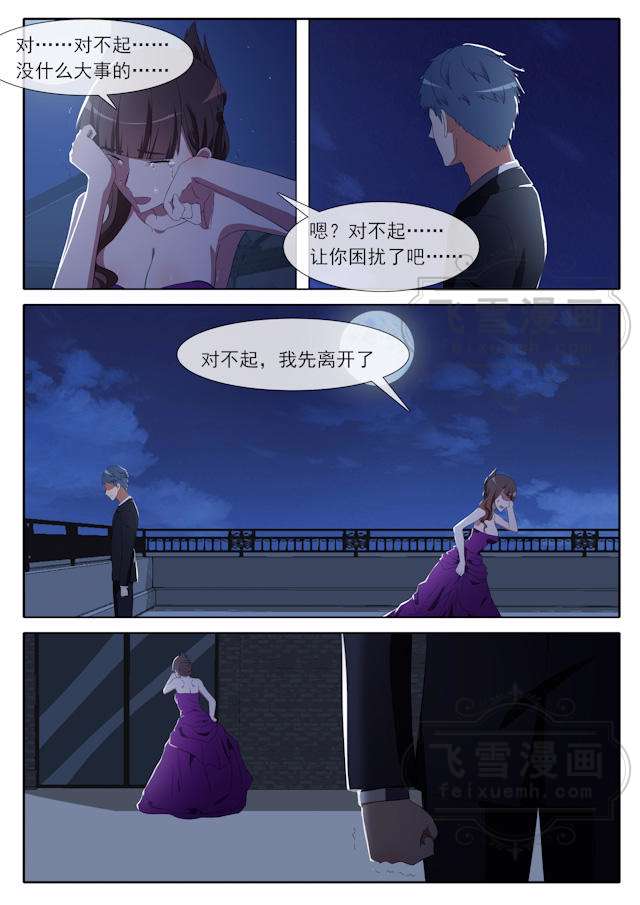 对……对不起……
没什么大事的……
嗯？对不起……
让你困扰了吧……
飞雪漫画
feixuemh.com
对不起，我先离开了
飞雪漫画
feixuemh.com